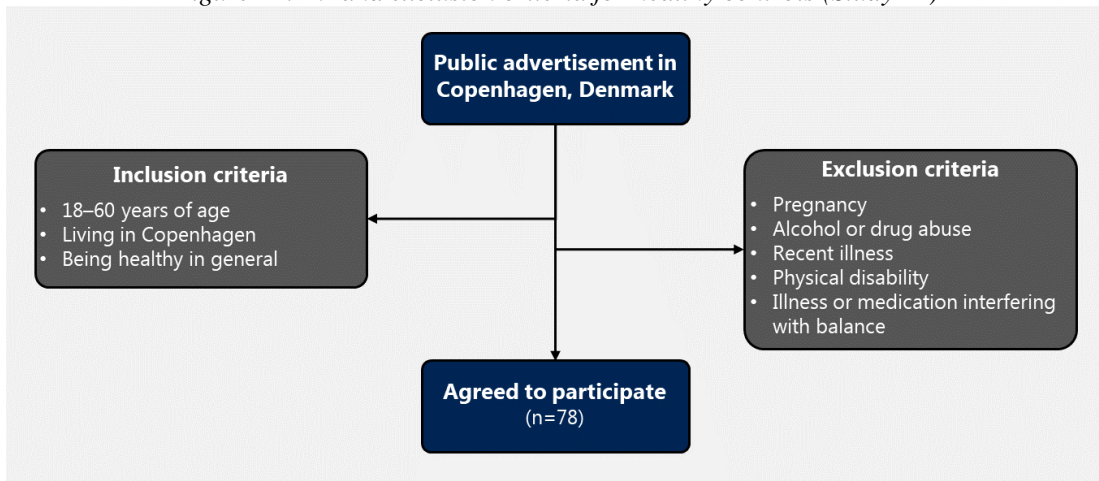 Public advertisement in
Copenhagen, Denmark
Inclusion criteria
• 18–60 years of age
• Living in Copenhagen
• Being healthy in general
Exclusion criteria
• Pregnancy
• Alcohol or drug abuse
• Recent illness
• Physical disability
• Illness or medication interfering
with balance
Agreed to participate
(n=78)